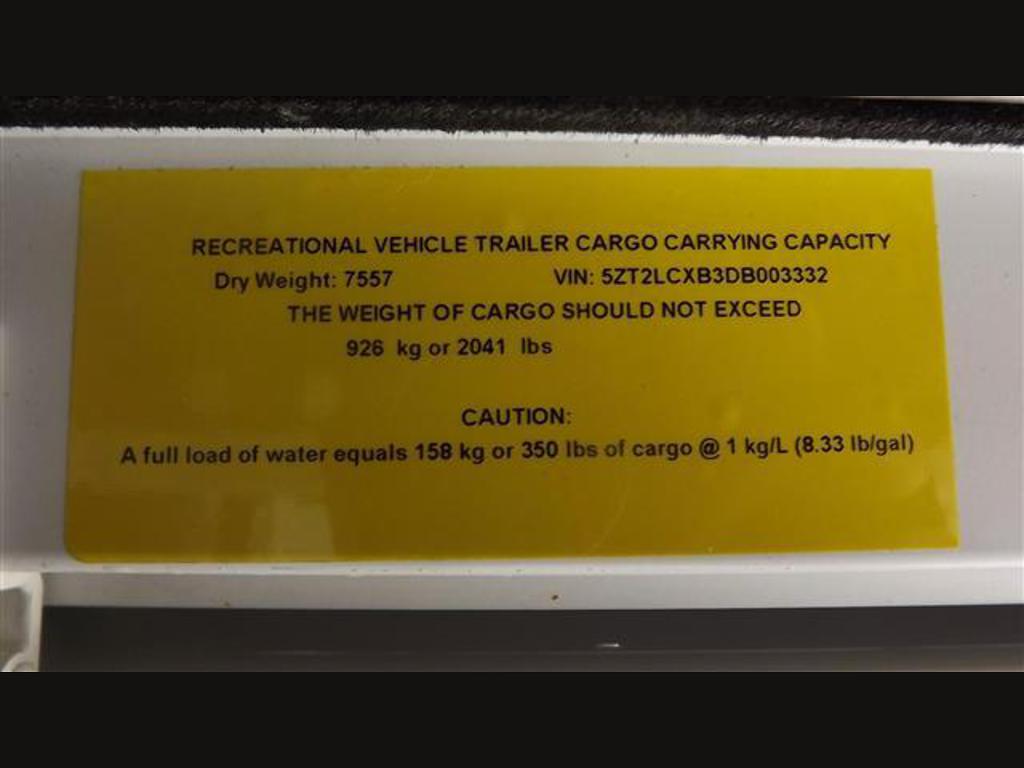 RECREATIONAL VEHICLE TRAILER CARGO CARRYING CAPACITY
Dry Weight: 7557 VIN: 5ZT2LCXB3DB003332
THE WEIGHT OF CARGO SHOULD NOT EXCEED
926 kg or 2041 lbs
CAUTION:
A full load of water equals 158 kg or 350 lbs of cargo @ 1 kg/L (8.33 lb/gal)